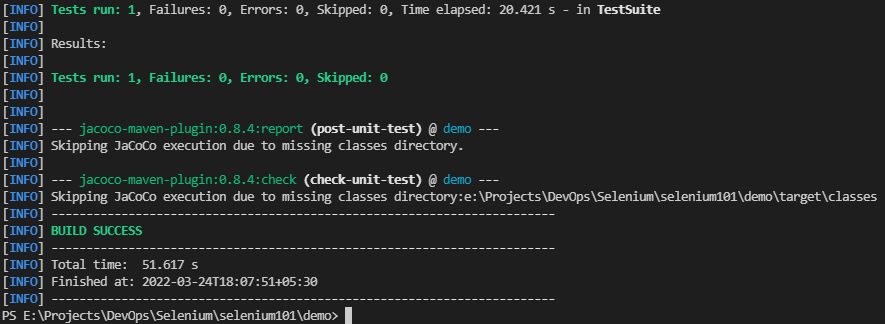 [INFO] Tests run: 1, Failures: 0, Errors: 0, Skipped: 0, Time elapsed: 20.421 s - in TestSuite
[INFO]
[INFO] Results:
[INFO]
[INFO] Tests run: 1, Failures: 0, Errors: 0, Skipped: 0
[INFO]
[INFO]
[INFO] --- jacoco-maven-plugin:0.8.4:report (post-unit-test) @ demo ---
[INFO] Skipping JaCoCo execution due to missing classes directory.
[INFO]
[INFO] --- jacoco-maven-plugin:0.8.4:check (check-unit-test) @ demo ---
[INFO] Skipping JaCoCo execution due to missing classes directory:e:\Projects\DevOps\Selenium\selenium101\demo\target\classes
[INFO] ------------------------------------------------------------------------
[INFO] BUILD SUCCESS
[INFO] ------------------------------------------------------------------------
[INFO] Total time:  51.617 s
[INFO] Finished at: 2022-03-24T18:07:51+05:30
[INFO] ------------------------------------------------------------------------
PS E:\Projects\DevOps\Selenium\selenium101\demo>